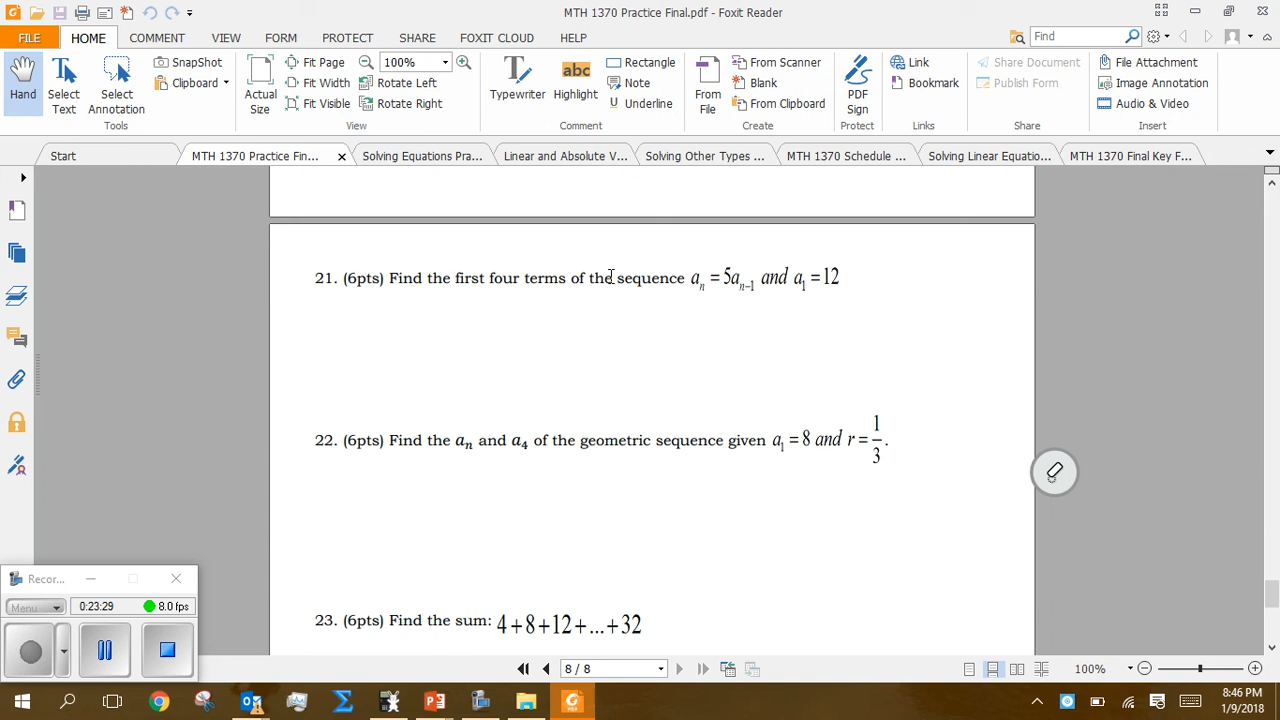 MTH 1370 Practice Final.pdf - Foxit Reader
FILE HOME COMMENT VIEW FORM PROTECT SHARE FOXIT CLOUD HELP Find
Hand
Select Text
Select Annotation
SnapShot
Clipboard
Tools
Actual Size
Fit Page
Fit Width
Fit Visible
100%
Rotate Left
Rotate Right
View
Typewriter
Highlight
Rectangle
Note
Underline
Comment
From File
From Scanner
Blank
From Clipboard
Create
PDF Sign
Protect
Link
Bookmark
Links
Share Document
Publish Form
Share
File Attachment
Image Annotation
Audio & Video
Insert
Start MTH 1370 Practice Fin... Solving Equations Pra... Linear and Absolute V... Solving Other Types ... MTH 1370 Schedule ... Solving Linear Equatio... MTH 1370 Final Key F...
21. (6pts) Find the first four terms of the sequence aₙ = 5aₙ₋₁ and a₁ = 12
22. (6pts) Find the aₙ and a₄ of the geometric sequence given a₁ = 8 and r = 1/3.
23. (6pts) Find the sum: 4+8+12+...+32
Recor...
Menu 0:23:29 8.0 fps
8 / 8 100%
8:46 PM
1/9/2018